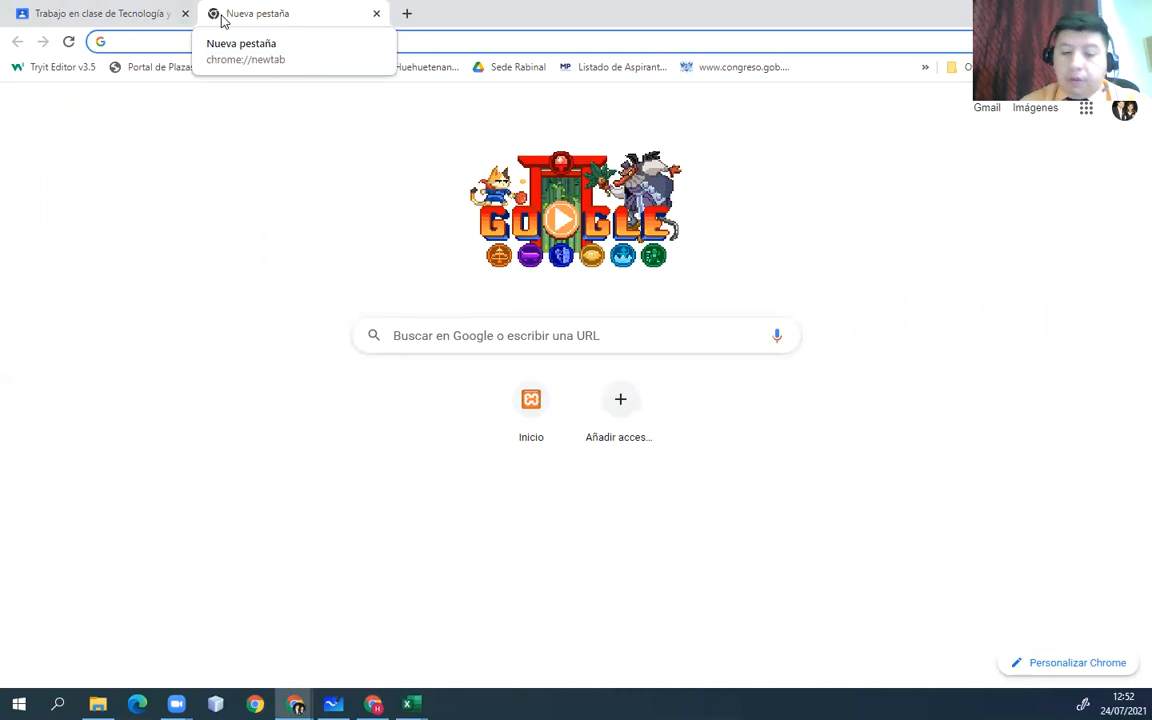 Trabajo en clase de Tecnología y
Nueva pestaña
Nueva pestaña
chrome://newtab
Tryit Editor v3.5
Portal de Plazas
Huehuetenan...
Sede Rabinal
MP Listado de Aspirant...
www.congreso.gob....
»
Gmail
Imágenes
GOOGLE
Buscar en Google o escribir una URL
Inicio
Añadir acces...
Personalizar Chrome
12:52
24/07/2021